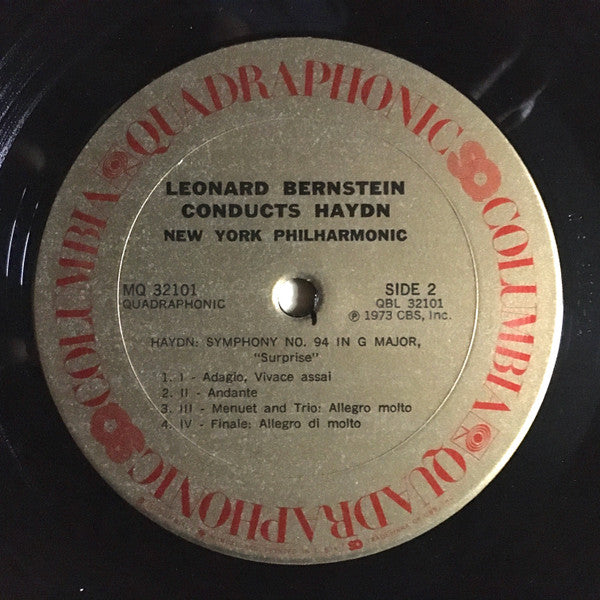 QUADRAPHONIC
COLUMBIA
QUADRAPHONIC
COLUMBIA
LEONARD BERNSTEIN
CONDUCTS HAYDN
NEW YORK PHILHARMONIC
MQ 32101
QUADRAPHONIC
SIDE 2
QBL 32101
℗ 1973 CBS, Inc.
HAYDN: SYMPHONY NO. 94 IN G MAJOR,
"Surprise"
1. I - Adagio, Vivace assai
2. II - Andante
3. III - Menuet and Trio: Allegro molto
4. IV - Finale: Allegro di molto